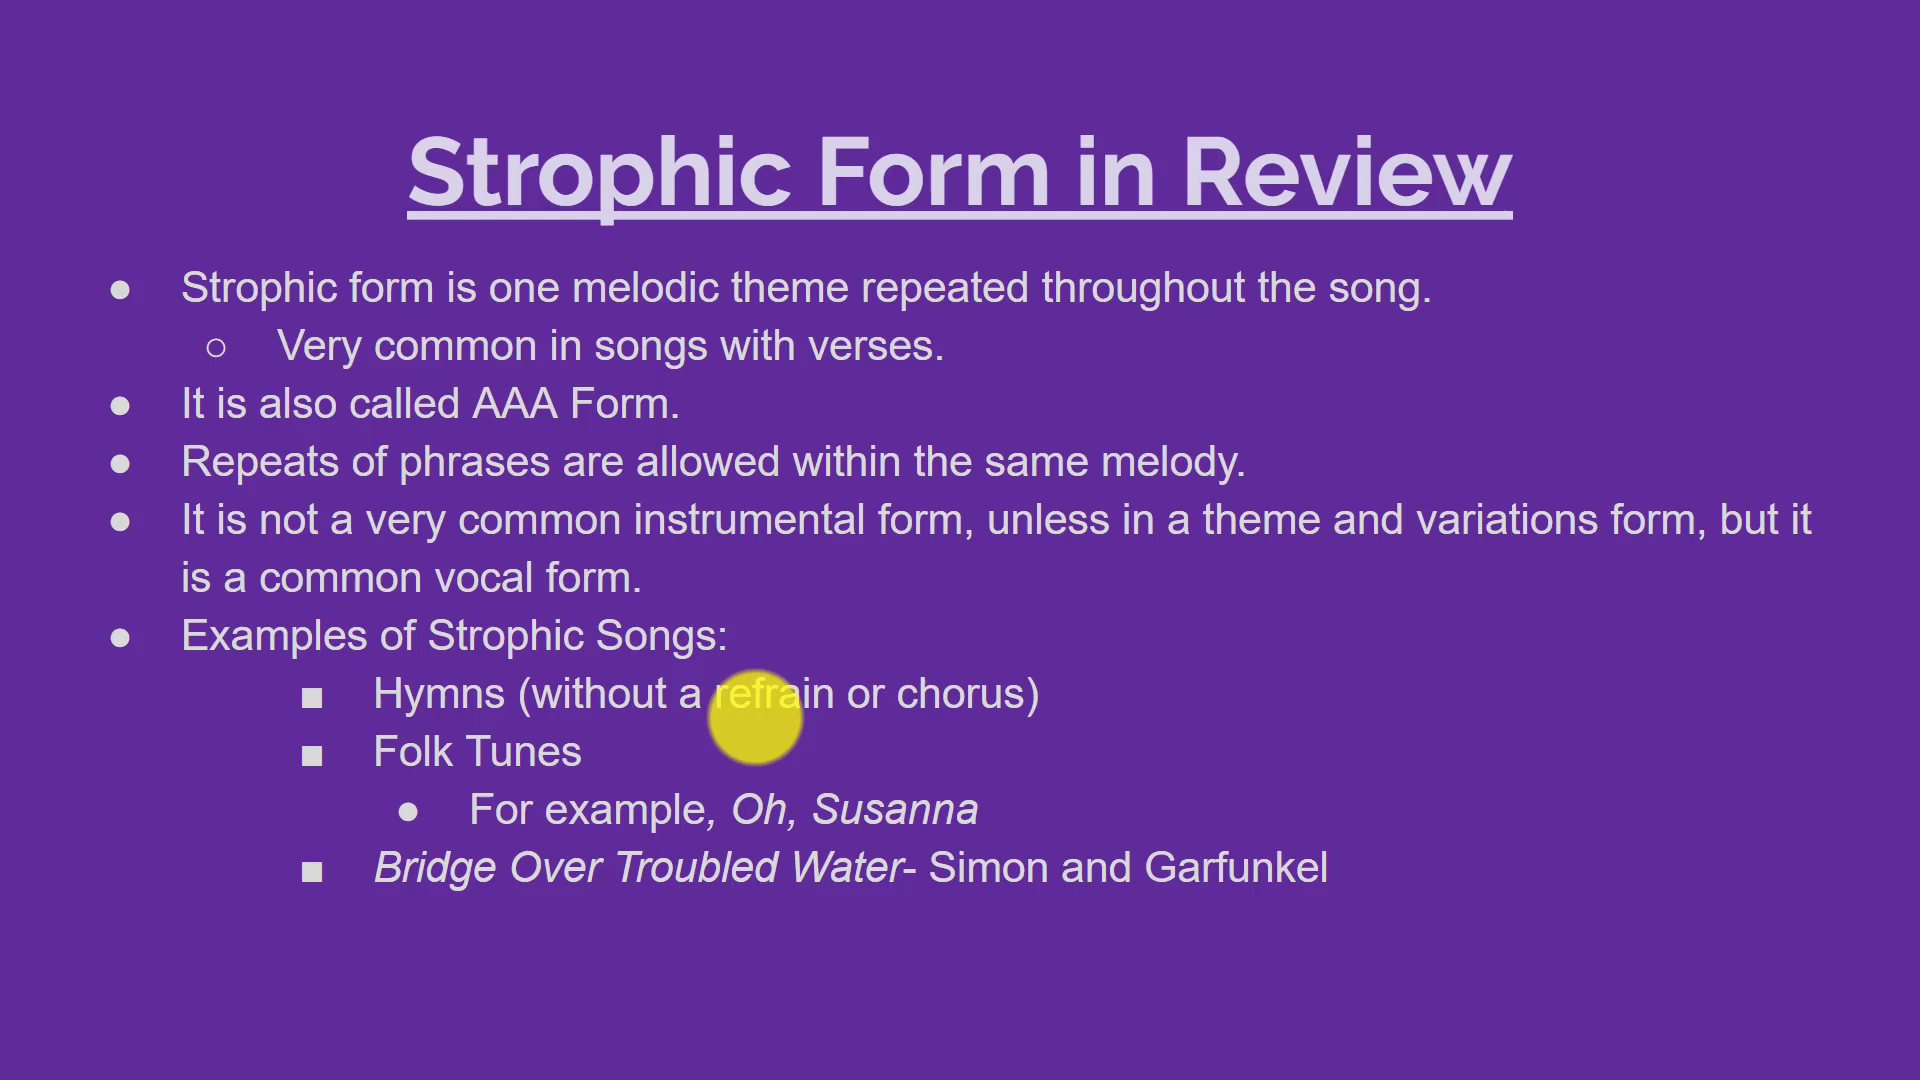 Strophic Form in Review
● Strophic form is one melodic theme repeated throughout the song.
○ Very common in songs with verses.
● It is also called AAA Form.
● Repeats of phrases are allowed within the same melody.
● It is not a very common instrumental form, unless in a theme and variations form, but it
is a common vocal form.
● Examples of Strophic Songs:
■ Hymns (without a refrain or chorus)
■ Folk Tunes
● For example, Oh, Susanna
■ Bridge Over Troubled Water- Simon and Garfunkel